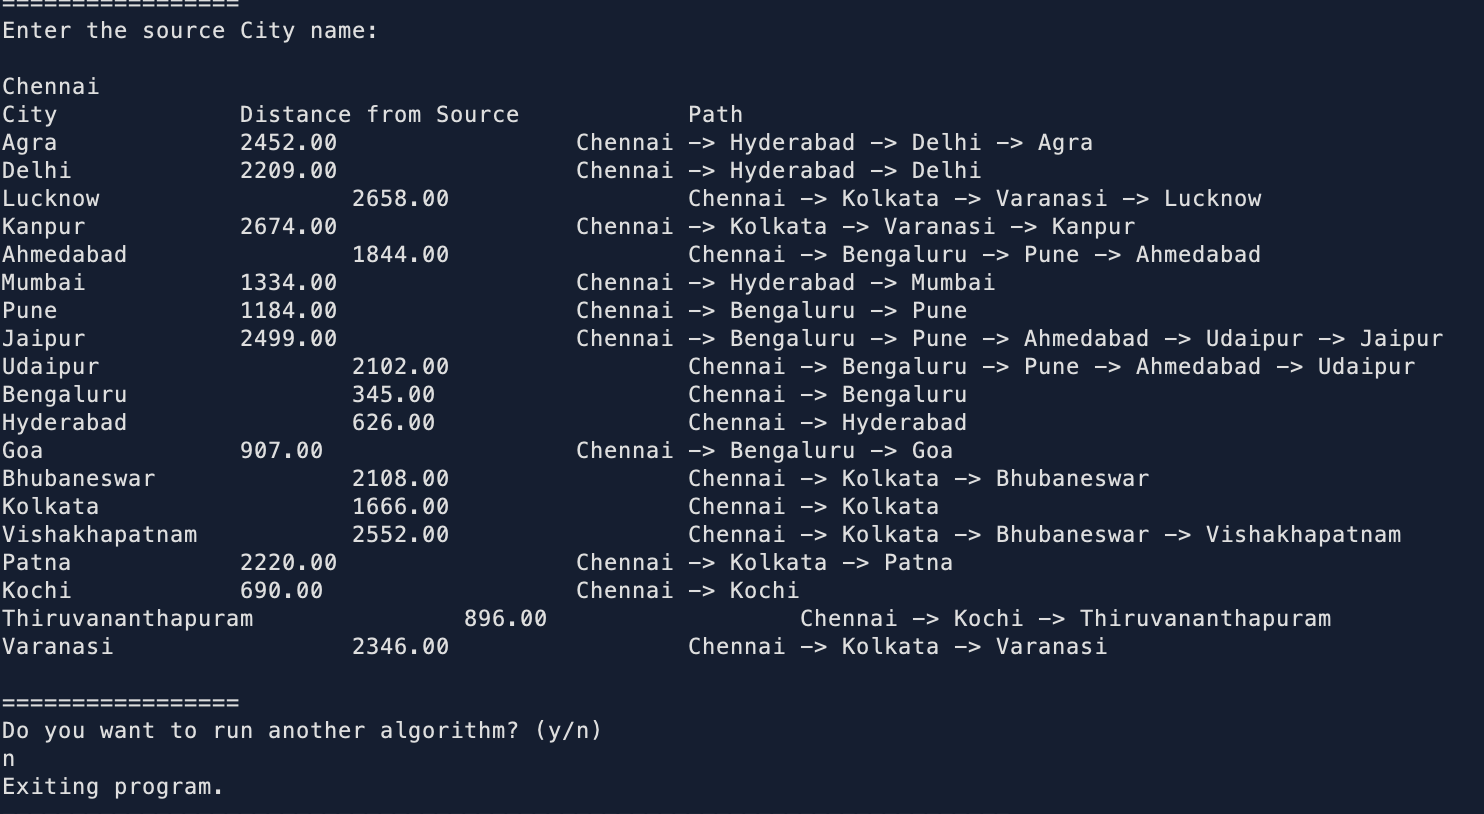 =================
Enter the source City name:
Chennai
City Distance from Source Path
Agra 2452.00 Chennai -> Hyderabad -> Delhi -> Agra
Delhi 2209.00 Chennai -> Hyderabad -> Delhi
Lucknow 2658.00 Chennai -> Kolkata -> Varanasi -> Lucknow
Kanpur 2674.00 Chennai -> Kolkata -> Varanasi -> Kanpur
Ahmedabad 1844.00 Chennai -> Bengaluru -> Pune -> Ahmedabad
Mumbai 1334.00 Chennai -> Hyderabad -> Mumbai
Pune 1184.00 Chennai -> Bengaluru -> Pune
Jaipur 2499.00 Chennai -> Bengaluru -> Pune -> Ahmedabad -> Udaipur -> Jaipur
Udaipur 2102.00 Chennai -> Bengaluru -> Pune -> Ahmedabad -> Udaipur
Bengaluru 345.00 Chennai -> Bengaluru
Hyderabad 626.00 Chennai -> Hyderabad
Goa 907.00 Chennai -> Bengaluru -> Goa
Bhubaneswar 2108.00 Chennai -> Kolkata -> Bhubaneswar
Kolkata 1666.00 Chennai -> Kolkata
Vishakhapatnam 2552.00 Chennai -> Kolkata -> Bhubaneswar -> Vishakhapatnam
Patna 2220.00 Chennai -> Kolkata -> Patna
Kochi 690.00 Chennai -> Kochi
Thiruvananthapuram 896.00 Chennai -> Kochi -> Thiruvananthapuram
Varanasi 2346.00 Chennai -> Kolkata -> Varanasi
=================
Do you want to run another algorithm? (y/n)
n
Exiting program.